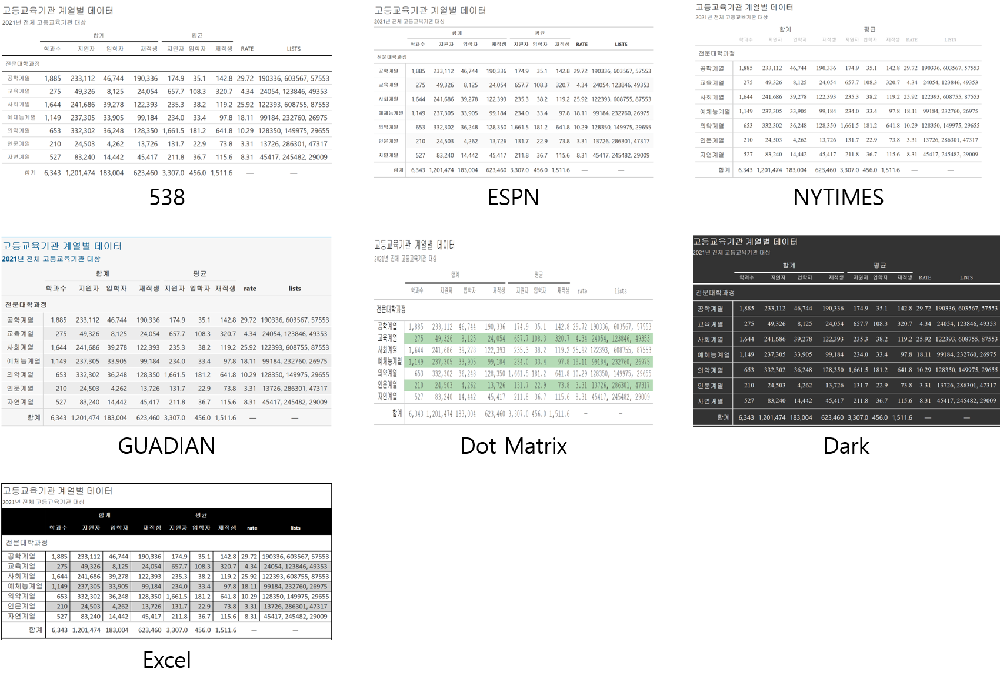 고등교육기관 계열별 데이터
2021년 전체 고등교육기관 대상
합계 평균
학과수 지원자 입학자 재적생 지원자 입학자 재적생 RATE LISTS
전문대학과정
공학계열 1,885 233,112 46,744 190,336 174.9 35.1 142.8 29.72 190336, 603567, 57553
교육계열 275 49,326 8,125 24,054 657.7 108.3 320.7 4.34 24054, 123846, 49353
사회계열 1,644 241,686 39,278 122,393 235.3 38.2 119.2 25.92 122393, 608755, 87553
예체능계열 1,149 237,305 33,905 99,184 234.0 33.4 97.8 18.11 99184, 232760, 26975
의약계열 653 332,302 36,248 128,350 1,661.5 181.2 641.8 10.29 128350, 149975, 29655
인문계열 210 24,503 4,262 13,726 131.7 22.9 73.8 3.31 13726, 286301, 47317
자연계열 527 83,240 14,442 45,417 211.8 36.7 115.6 8.31 45417, 245482, 29009
합계 6,343 1,201,474 183,004 623,460 3,307.0 456.0 1,511.6 — —
538
고등교육기관 계열별 데이터
2021년 전체 고등교육기관 대상
합계 평균
학과수 지원자 입학자 재적생 지원자 입학자 재적생 RATE LISTS
전문대학과정
공학계열 1,885 233,112 46,744 190,336 174.9 35.1 142.8 29.72 190336, 603567, 57553
교육계열 275 49,326 8,125 24,054 657.7 108.3 320.7 4.34 24054, 123846, 49353
사회계열 1,644 241,686 39,278 122,393 235.3 38.2 119.2 25.92 122393, 608755, 87553
예체능계열 1,149 237,305 33,905 99,184 234.0 33.4 97.8 18.11 99184, 232760, 26975
의약계열 653 332,302 36,248 128,350 1,661.5 181.2 641.8 10.29 128350, 149975, 29655
인문계열 210 24,503 4,262 13,726 131.7 22.9 73.8 3.31 13726, 286301, 47317
자연계열 527 83,240 14,442 45,417 211.8 36.7 115.6 8.31 45417, 245482, 29009
합계 6,343 1,201,474 183,004 623,460 3,307.0 456.0 1,511.6 — —
ESPN
고등교육기관 계열별 데이터
2021년 전체 고등교육기관 대상
합계 평균
학과수 지원자 입학자 재적생 지원자 입학자 재적생 RATE LISTS
전문대학과정
공학계열 1,885 233,112 46,744 190,336 174.9 35.1 142.8 29.72 190336, 603567, 57553
교육계열 275 49,326 8,125 24,054 657.7 108.3 320.7 4.34 24054, 123846, 49353
사회계열 1,644 241,686 39,278 122,393 235.3 38.2 119.2 25.92 122393, 608755, 87553
예체능계열 1,149 237,305 33,905 99,184 234.0 33.4 97.8 18.11 99184, 232760, 26975
의약계열 653 332,302 36,248 128,350 1,661.5 181.2 641.8 10.29 128350, 149975, 29655
인문계열 210 24,503 4,262 13,726 131.7 22.9 73.8 3.31 13726, 286301, 47317
자연계열 527 83,240 14,442 45,417 211.8 36.7 115.6 8.31 45417, 245482, 29009
합계 6,343 1,201,474 183,004 623,460 3,307.0 456.0 1,511.6 — —
NYTIMES
고등교육기관 계열별 데이터
2021년 전체 고등교육기관 대상
합계 평균
학과수 지원자 입학자 재적생 지원자 입학자 재적생 rate lists
전문대학과정
공학계열 1,885 233,112 46,744 190,336 174.9 35.1 142.8 29.72 190336, 603567, 57553
교육계열 275 49,326 8,125 24,054 657.7 108.3 320.7 4.34 24054, 123846, 49353
사회계열 1,644 241,686 39,278 122,393 235.3 38.2 119.2 25.92 122393, 608755, 87553
예체능계열 1,149 237,305 33,905 99,184 234.0 33.4 97.8 18.11 99184, 232760, 26975
의약계열 653 332,302 36,248 128,350 1,661.5 181.2 641.8 10.29 128350, 149975, 29655
인문계열 210 24,503 4,262 13,726 131.7 22.9 73.8 3.31 13726, 286301, 47317
자연계열 527 83,240 14,442 45,417 211.8 36.7 115.6 8.31 45417, 245482, 29009
합계 6,343 1,201,474 183,004 623,460 3,307.0 456.0 1,511.6 — —
GUADIAN
고등교육기관 계열별 데이터
2021년 전체 고등교육기관 대상
합계 평균
학과수 지원자 입학자 재적생 지원자 입학자 재적생 rate lists
전문대학과정
공학계열 1,885 233,112 46,744 190,336 174.9 35.1 142.8 29.72 190336, 603567, 57553
교육계열 275 49,326 8,125 24,054 657.7 108.3 320.7 4.34 24054, 123846, 49353
사회계열 1,644 241,686 39,278 122,393 235.3 38.2 119.2 25.92 122393, 608755, 87553
예체능계열 1,149 237,305 33,905 99,184 234.0 33.4 97.8 18.11 99184, 232760, 26975
의약계열 653 332,302 36,248 128,350 1,661.5 181.2 641.8 10.29 128350, 149975, 29655
인문계열 210 24,503 4,262 13,726 131.7 22.9 73.8 3.31 13726, 286301, 47317
자연계열 527 83,240 14,442 45,417 211.8 36.7 115.6 8.31 45417, 245482, 29009
합계 6,343 1,201,474 183,004 623,460 3,307.0 456.0 1,511.6 — —
Dot Matrix
고등교육기관 계열별 데이터
2021년 전체 고등교육기관 대상
합계 평균
학과수 지원자 입학자 재적생 지원자 입학자 재적생 RATE LISTS
전문대학과정
공학계열 1,885 233,112 46,744 190,336 174.9 35.1 142.8 29.72 190336, 603567, 57553
교육계열 275 49,326 8,125 24,054 657.7 108.3 320.7 4.34 24054, 123846, 49353
사회계열 1,644 241,686 39,278 122,393 235.3 38.2 119.2 25.92 122393, 608755, 87553
예체능계열 1,149 237,305 33,905 99,184 234.0 33.4 97.8 18.11 99184, 232760, 26975
의약계열 653 332,302 36,248 128,350 1,661.5 181.2 641.8 10.29 128350, 149975, 29655
인문계열 210 24,503 4,262 13,726 131.7 22.9 73.8 3.31 13726, 286301, 47317
자연계열 527 83,240 14,442 45,417 211.8 36.7 115.6 8.31 45417, 245482, 29009
합계 6,343 1,201,474 183,004 623,460 3,307.0 456.0 1,511.6 — —
Dark
고등교육기관 계열별 데이터
2021년 전체 고등교육기관 대상
합계 평균
학과수 지원자 입학자 재적생 지원자 입학자 재적생 rate lists
전문대학과정
공학계열 1,885 233,112 46,744 190,336 174.9 35.1 142.8 29.72 190336, 603567, 57553
교육계열 275 49,326 8,125 24,054 657.7 108.3 320.7 4.34 24054, 123846, 49353
사회계열 1,644 241,686 39,278 122,393 235.3 38.2 119.2 25.92 122393, 608755, 87553
예체능계열 1,149 237,305 33,905 99,184 234.0 33.4 97.8 18.11 99184, 232760, 26975
의약계열 653 332,302 36,248 128,350 1,661.5 181.2 641.8 10.29 128350, 149975, 29655
인문계열 210 24,503 4,262 13,726 131.7 22.9 73.8 3.31 13726, 286301, 47317
자연계열 527 83,240 14,442 45,417 211.8 36.7 115.6 8.31 45417, 245482, 29009
합계 6,343 1,201,474 183,004 623,460 3,307.0 456.0 1,511.6 — —
Excel